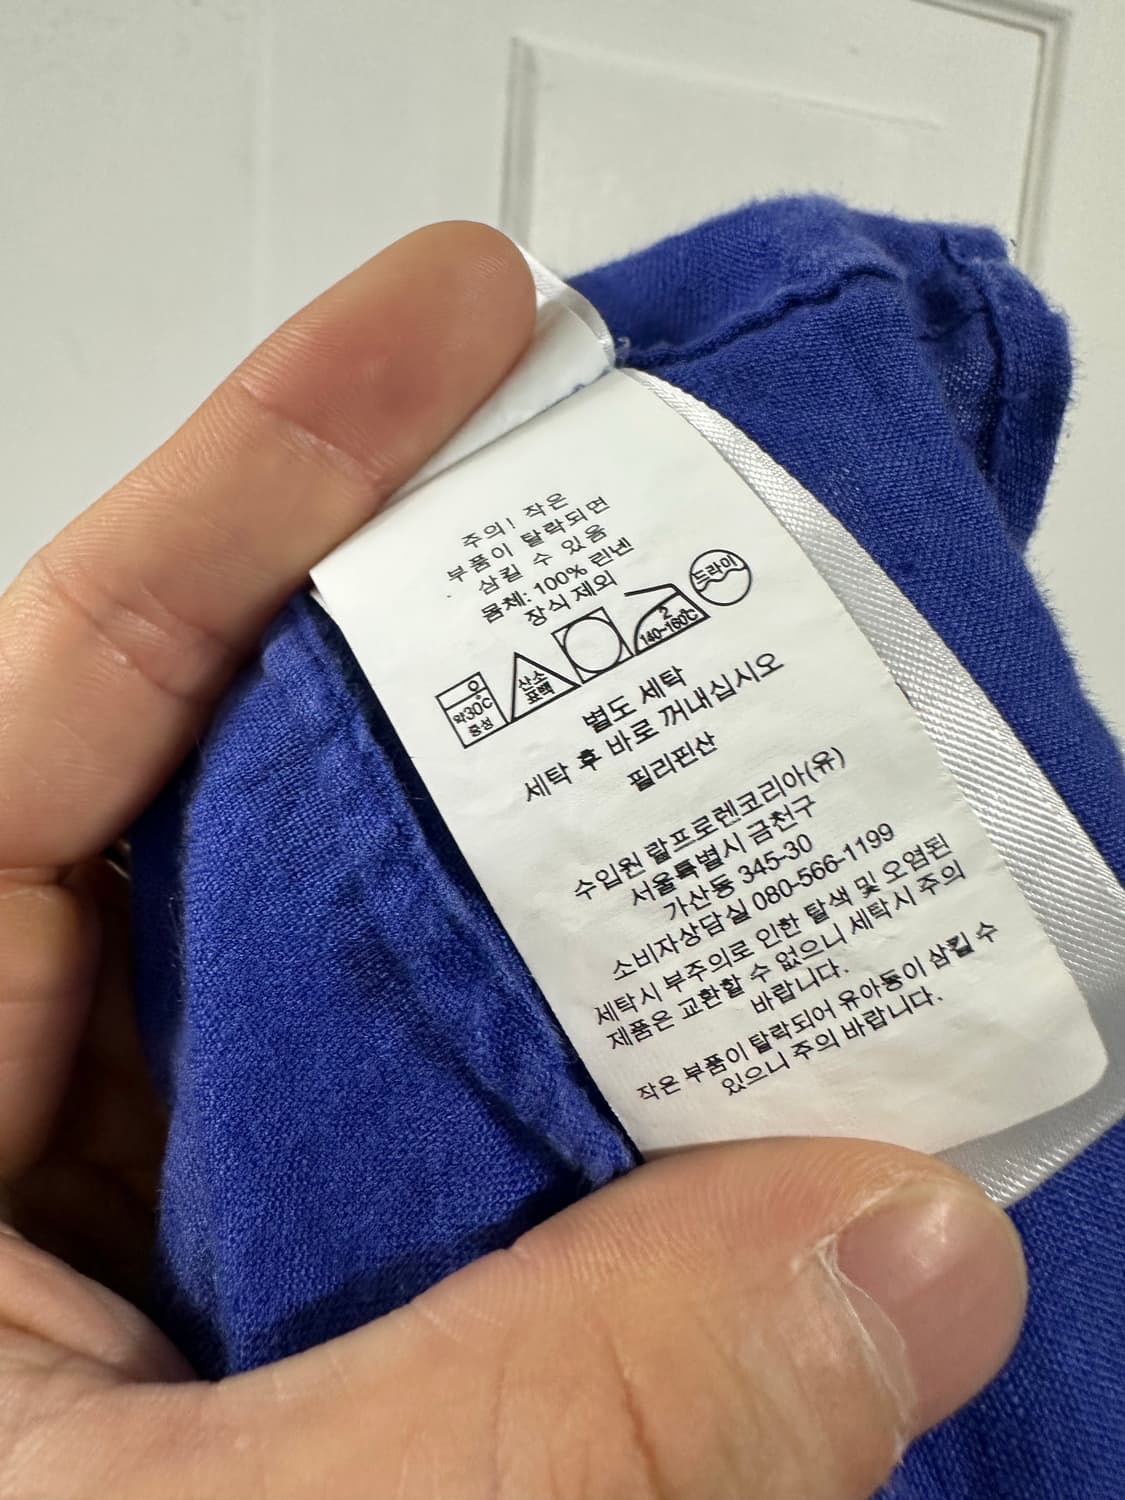 주의! 작은
부품이 탈락되면
삼킬 수 있음
몸체: 100% 린넨
장식 제외
약30℃
중성
산소
표백
2
140~160℃
드라이
별도 세탁
세탁 후 바로 꺼내십시오
필리핀산
수입원 랄프로렌코리아(유)
서울특별시 금천구
가산동 345-30
소비자상담실 080-566-1199
세탁시 부주의로 인한 탈색 및 오염된
제품은 교환할 수 없으니 세탁시 주의
바랍니다.
작은 부품이 탈락되어 유아동이 삼킬 수
있으니 주의 바랍니다.